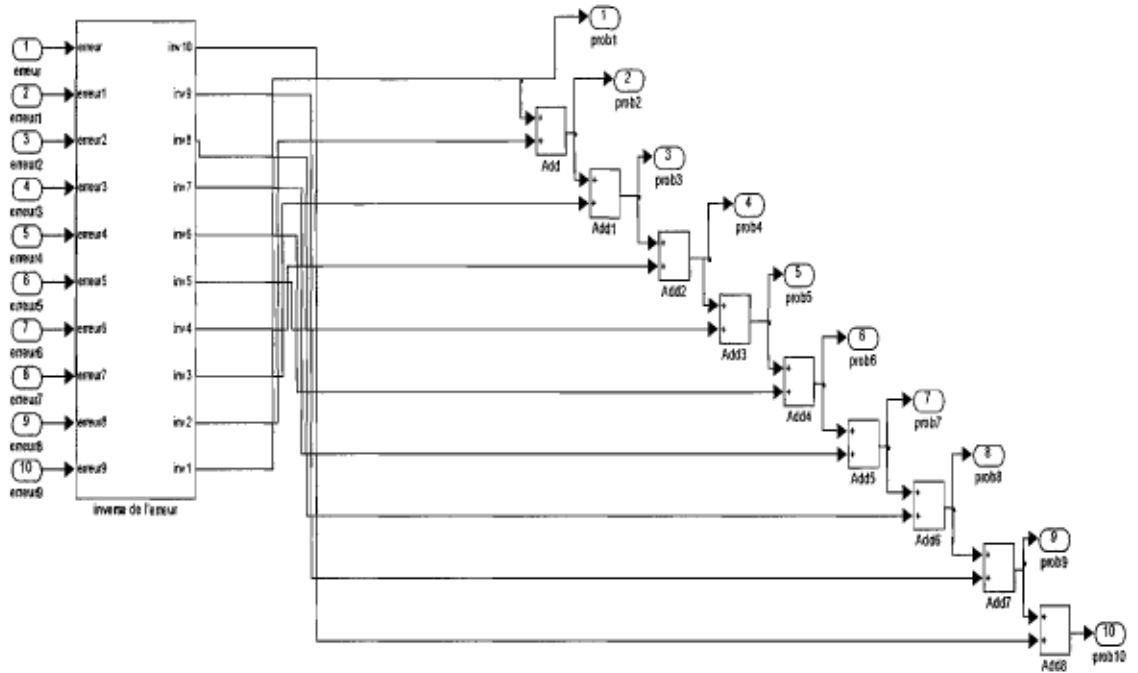 1
erreur
2
erreur1
3
erreur2
4
erreur3
5
erreur4
6
erreur5
7
erreur6
8
erreur7
9
erreur8
10
erreur9
erreur
erreur1
erreur2
erreur3
erreur4
erreur5
erreur6
erreur7
erreur8
erreur9
inv10
inv9
inv8
inv7
inv6
inv5
inv4
inv3
inv2
inv1
inverse de l'erreur
1
prob1
+
+
Add
2
prob2
+
+
Add1
3
prob3
+
+
Add2
4
prob4
+
+
Add3
5
prob5
+
+
Add4
6
prob6
+
+
Add5
7
prob7
+
+
Add6
8
prob8
+
+
Add7
9
prob9
+
+
Add8
10
prob10